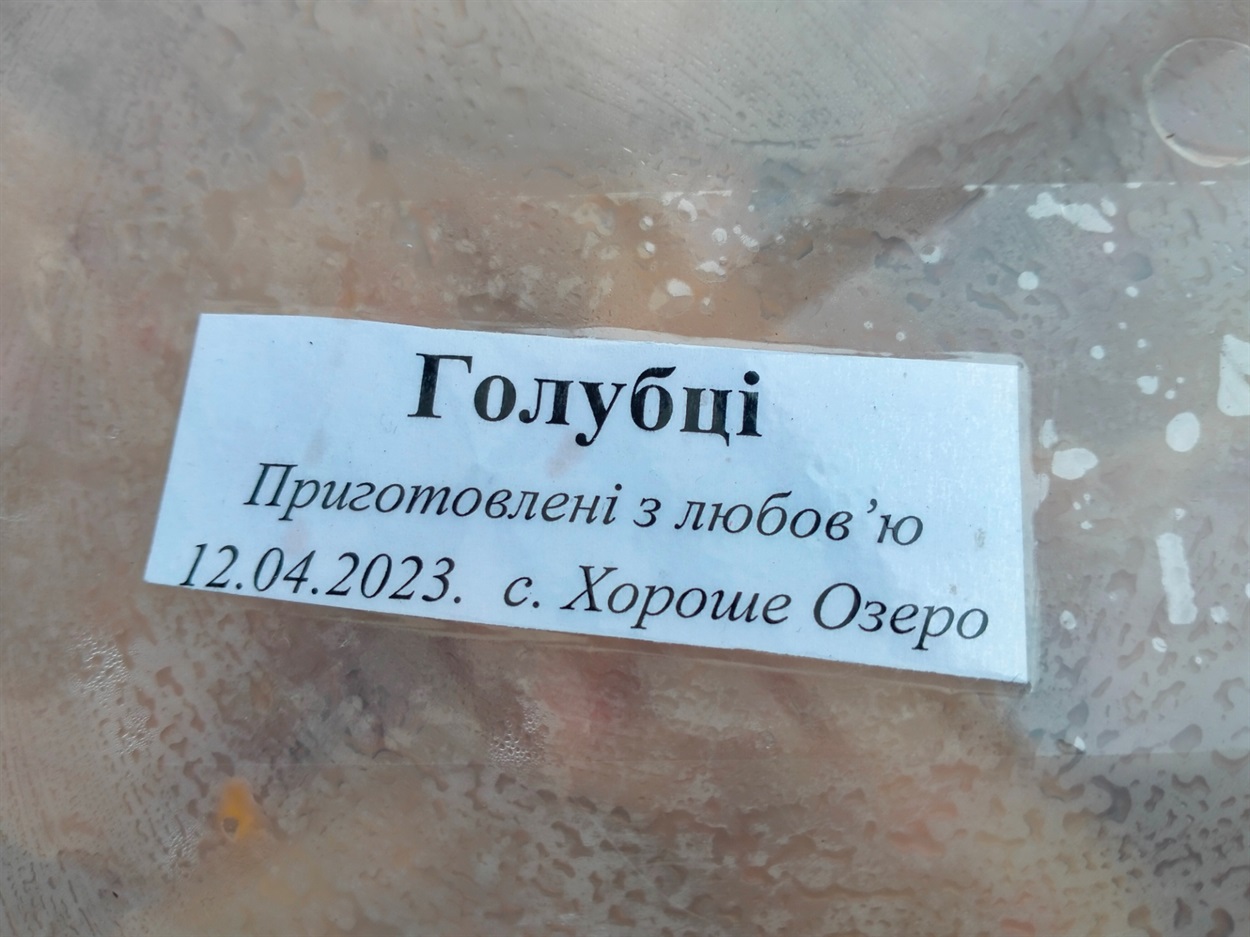 Голубці
Приготовлені з любов’ю
12.04.2023. с. Хороше Озеро